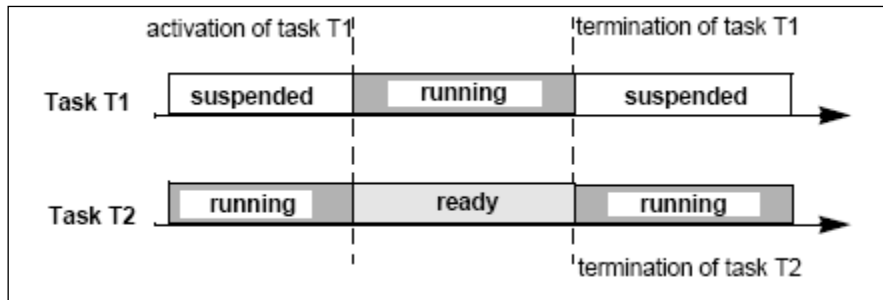 activation of task T1 termination of task T1
Task T1 suspended running suspended
Task T2 running ready running
termination of task T2